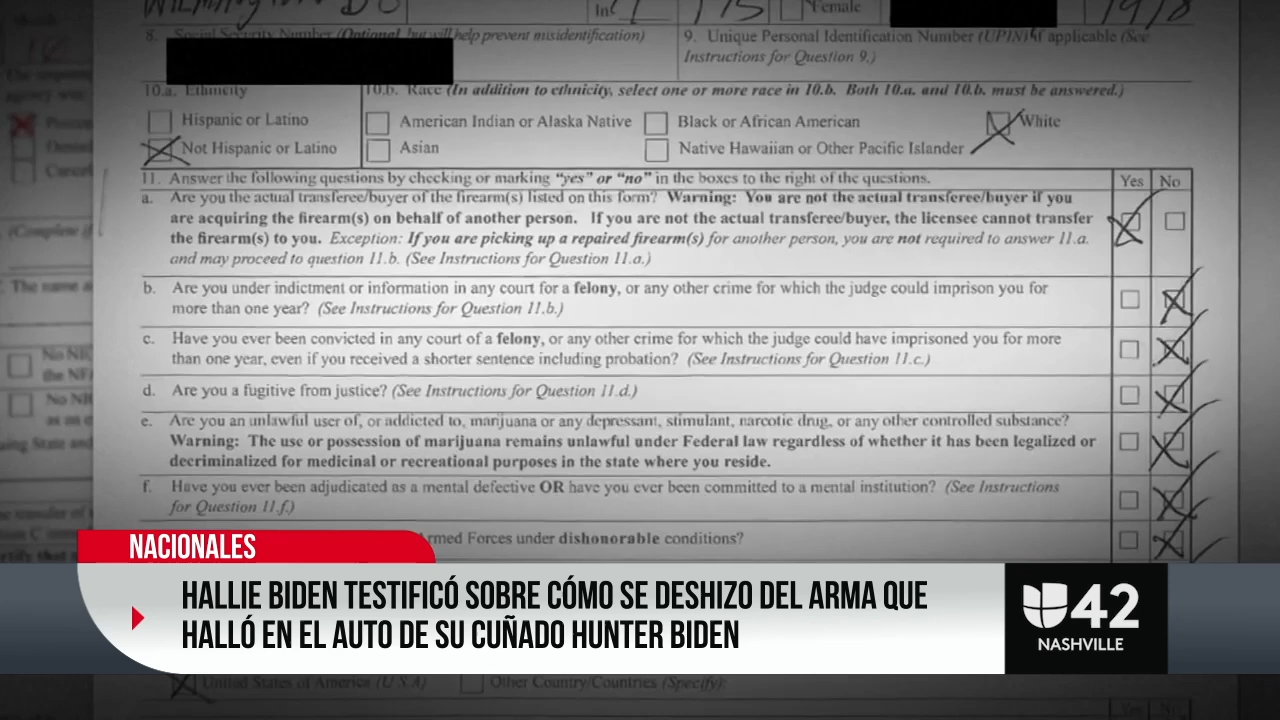 Wilmington DE
In.
175
Female
8. Social Security Number (Optional, but will help prevent misidentification)
9. Unique Personal Identification Number (UPIN) if applicable (See
Instructions for Question 9.)
10.a. Ethnicity
10.b. Race (In addition to ethnicity, select one or more race in 10.b. Both 10.a. and 10.b. must be answered.)
Hispanic or Latino
American Indian or Alaska Native
Black or African American
White
Not Hispanic or Latino
Asian
Native Hawaiian or Other Pacific Islander
11. Answer the following questions by checking or marking “yes” or “no” in the boxes to the right of the questions.
Yes
No
a. Are you the actual transferee/buyer of the firearm(s) listed on this form? Warning: You are not the actual transferee/buyer if you
are acquiring the firearm(s) on behalf of another person. If you are not the actual transferee/buyer, the licensee cannot transfer
the firearm(s) to you. Exception: If you are picking up a repaired firearm(s) for another person, you are not required to answer 11.a.
and may proceed to question 11.b. (See Instructions for Question 11.a.)
b. Are you under indictment or information in any court for a felony, or any other crime for which the judge could imprison you for
more than one year? (See Instructions for Question 11.b.)
c. Have you ever been convicted in any court of a felony, or any other crime for which the judge could have imprisoned you for more
than one year, even if you received a shorter sentence including probation? (See Instructions for Question 11.c.)
d. Are you a fugitive from justice? (See Instructions for Question 11.d.)
e. Are you an unlawful user of, or addicted to, marijuana or any depressant, stimulant, narcotic drug, or any other controlled substance?
Warning: The use or possession of marijuana remains unlawful under Federal law regardless of whether it has been legalized or
decriminalized for medicinal or recreational purposes in the state where you reside.
f. Have you ever been adjudicated as a mental defective OR have you ever been committed to a mental institution? (See Instructions
for Question 11.f.)
Armed Forces under dishonorable conditions?
NACIONALES
HALLIE BIDEN TESTIFICÓ SOBRE CÓMO SE DESHIZO DEL ARMA QUE
HALLÓ EN EL AUTO DE SU CUÑADO HUNTER BIDEN
42
NASHVILLE
United States of America (U.S.A)
Other Country/Countries (Specify):
Yes
No